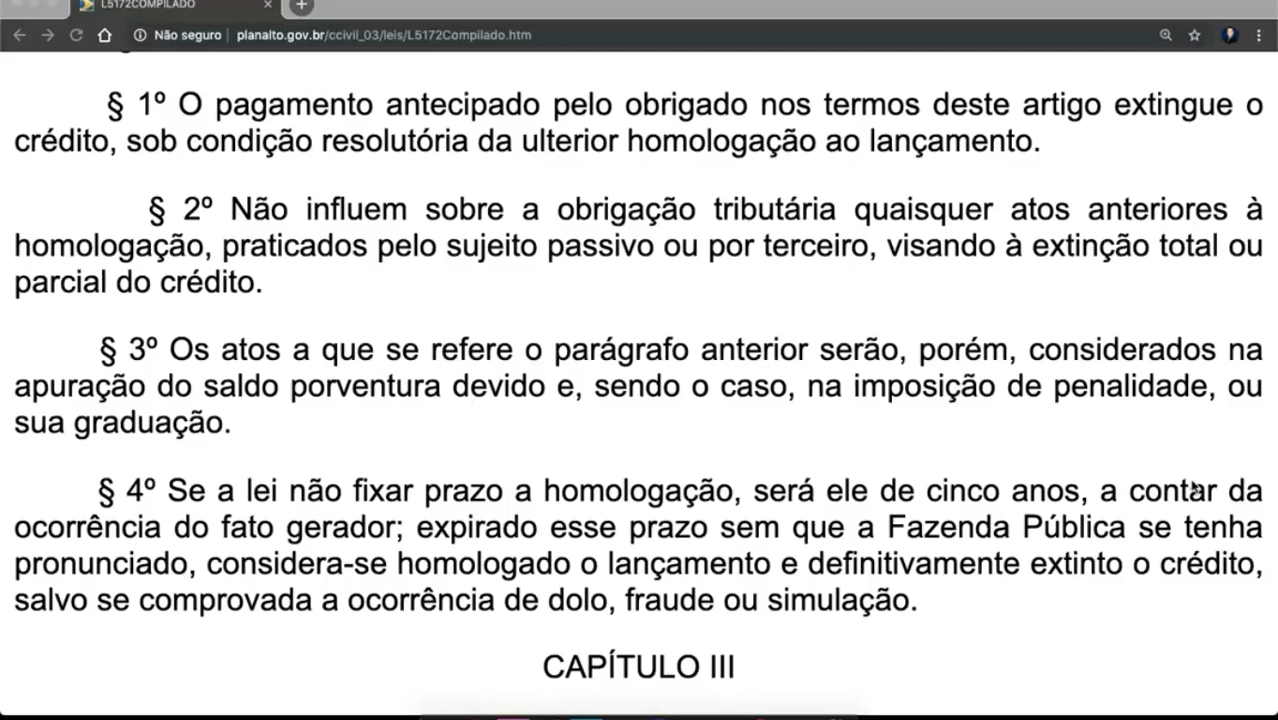 L5172COMPILADO
Não seguro
planalto.gov.br/ccivil_03/leis/L5172Compilado.htm
§ 1º O pagamento antecipado pelo obrigado nos termos deste artigo extingue o
crédito, sob condição resolutória da ulterior homologação ao lançamento.
§ 2º Não influem sobre a obrigação tributária quaisquer atos anteriores à
homologação, praticados pelo sujeito passivo ou por terceiro, visando à extinção total ou
parcial do crédito.
§ 3º Os atos a que se refere o parágrafo anterior serão, porém, considerados na
apuração do saldo porventura devido e, sendo o caso, na imposição de penalidade, ou
sua graduação.
§ 4º Se a lei não fixar prazo a homologação, será ele de cinco anos, a contar da
ocorrência do fato gerador; expirado esse prazo sem que a Fazenda Pública se tenha
pronunciado, considera-se homologado o lançamento e definitivamente extinto o crédito,
salvo se comprovada a ocorrência de dolo, fraude ou simulação.
CAPÍTULO III